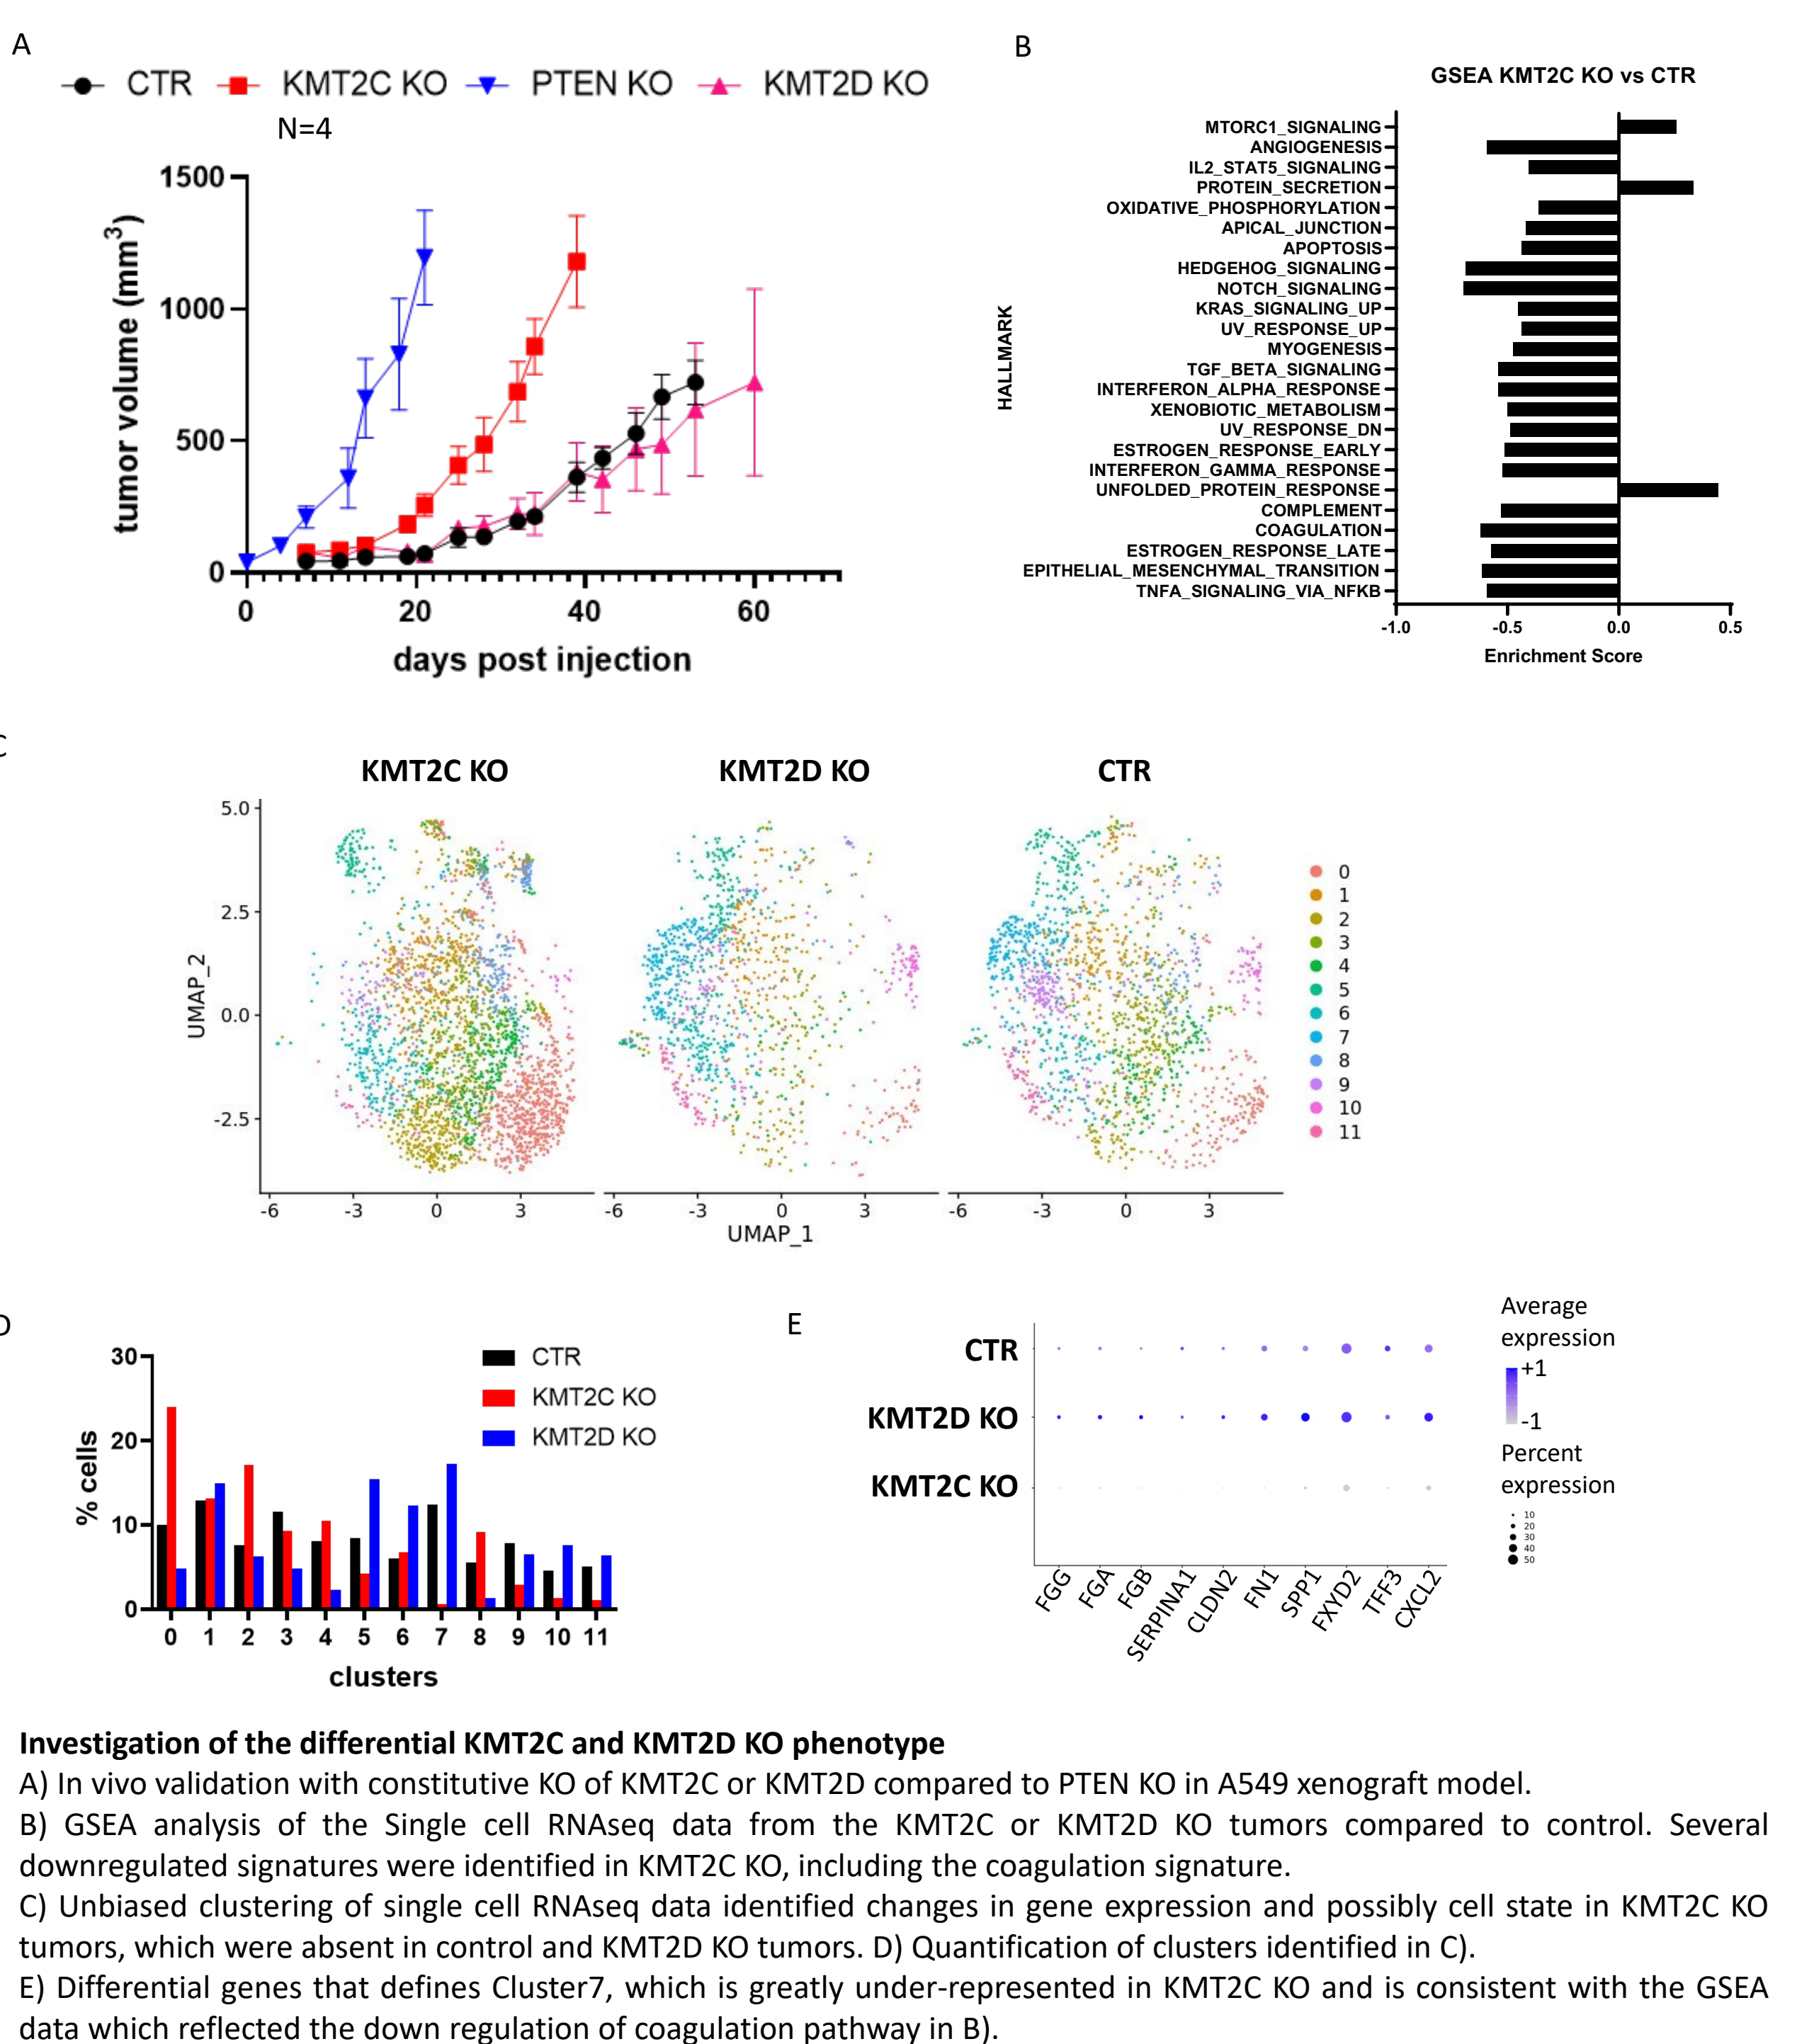 A
CTR KMT2C KO PTEN KO KMT2D KO
N=4
1500
1000
500
0
tumor volume (mm3)
0 20 40 60
days post injection
B
GSEA KMT2C KO vs CTR
HALLMARK
MTORC1_SIGNALING
ANGIOGENESIS
IL2_STAT5_SIGNALING
PROTEIN_SECRETION
OXIDATIVE_PHOSPHORYLATION
APICAL_JUNCTION
APOPTOSIS
HEDGEHOG_SIGNALING
NOTCH_SIGNALING
KRAS_SIGNALING_UP
UV_RESPONSE_UP
MYOGENESIS
TGF_BETA_SIGNALING
INTERFERON_ALPHA_RESPONSE
XENOBIOTIC_METABOLISM
UV_RESPONSE_DN
ESTROGEN_RESPONSE_EARLY
INTERFERON_GAMMA_RESPONSE
UNFOLDED_PROTEIN_RESPONSE
COMPLEMENT
COAGULATION
ESTROGEN_RESPONSE_LATE
EPITHELIAL_MESENCHYMAL_TRANSITION
TNFA_SIGNALING_VIA_NFKB
-1.0 -0.5 0.0 0.5
Enrichment Score
C
KMT2C KO KMT2D KO CTR
5.0
2.5
0.0
-2.5
UMAP_2
-6 -3 0 3 -6 -3 0 3 -6 -3 0 3
UMAP_1
0
1
2
3
4
5
6
7
8
9
10
11
D
30
20
10
0
% cells
CTR
KMT2C KO
KMT2D KO
0 1 2 3 4 5 6 7 8 9 10 11
clusters
E
CTR
KMT2D KO
KMT2C KO
FGG FGA FGB SERPINA1 CLDN2 FN1 SPP1 FXYD2 TFF3 CXCL2
Average
expression
+1
-1
Percent
expression
10
20
30
40
50
Investigation of the differential KMT2C and KMT2D KO phenotype
A) In vivo validation with constitutive KO of KMT2C or KMT2D compared to PTEN KO in A549 xenograft model.
B) GSEA analysis of the Single cell RNAseq data from the KMT2C or KMT2D KO tumors compared to control. Several
downregulated signatures were identified in KMT2C KO, including the coagulation signature.
C) Unbiased clustering of single cell RNAseq data identified changes in gene expression and possibly cell state in KMT2C KO
tumors, which were absent in control and KMT2D KO tumors. D) Quantification of clusters identified in C).
E) Differential genes that defines Cluster7, which is greatly under-represented in KMT2C KO and is consistent with the GSEA
data which reflected the down regulation of coagulation pathway in B).